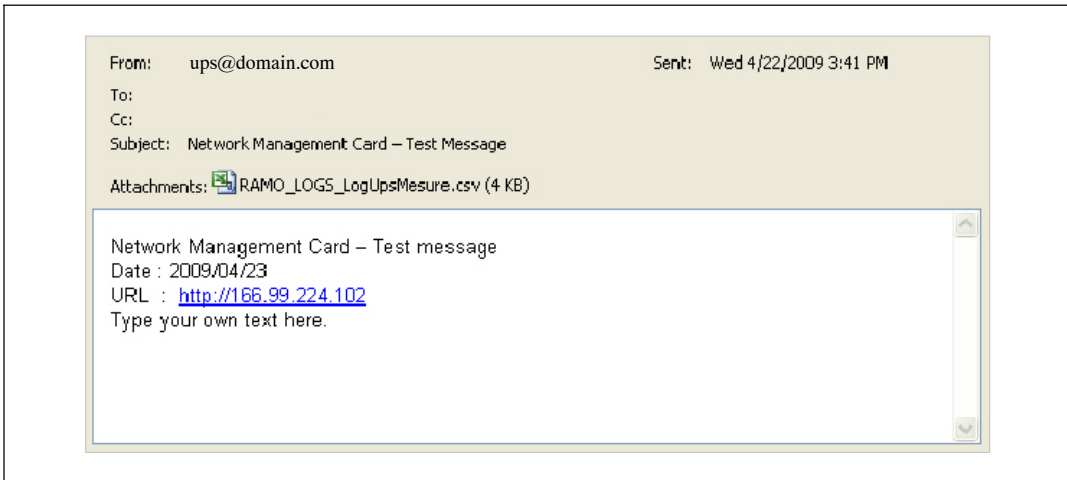 From: ups@domain.com Sent: Wed 4/22/2009 3:41 PM
To:
Cc:
Subject: Network Management Card – Test Message
Attachments: RAMO_LOGS_LogUpsMesure.csv (4 KB)
Network Management Card – Test message
Date : 2009/04/23
URL : http://166.99.224.102
Type your own text here.